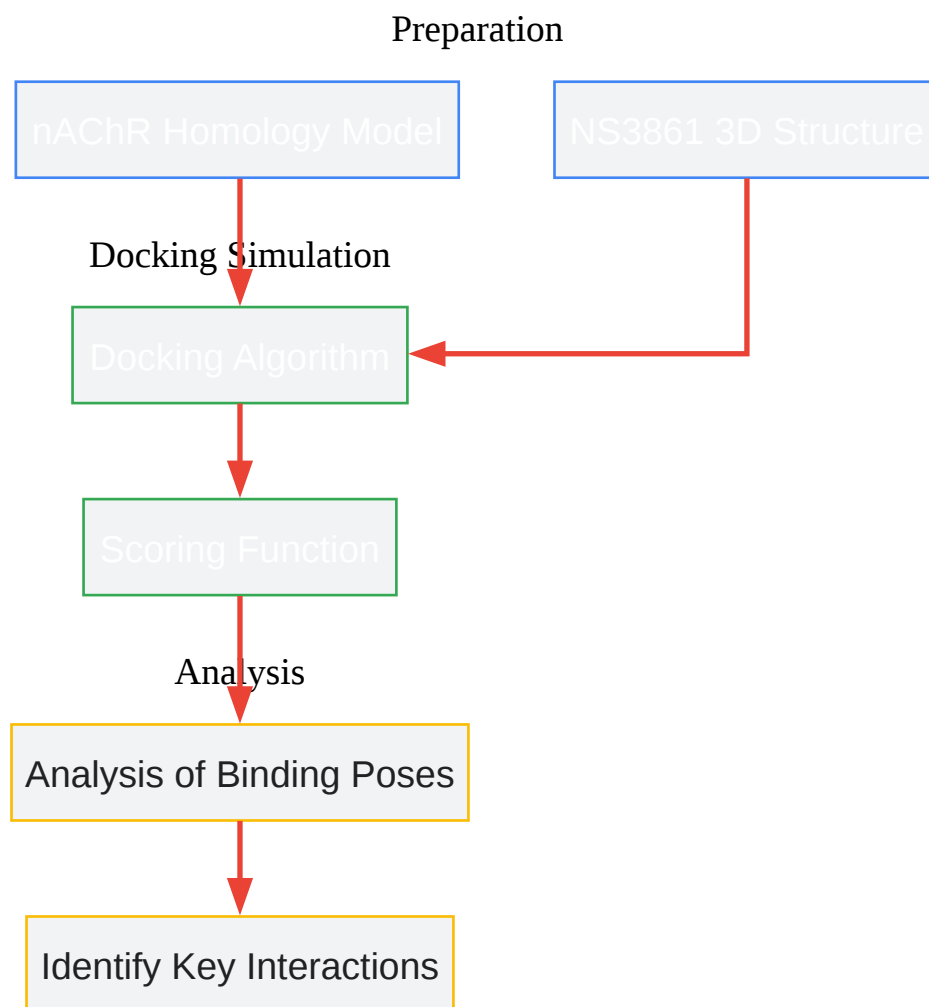 Preparation
nAChR Homology Model
NS3861 3D Structure
Docking Simulation
Docking Algorithm
Scoring Function
Analysis
Analysis of Binding Poses
Identify Key Interactions